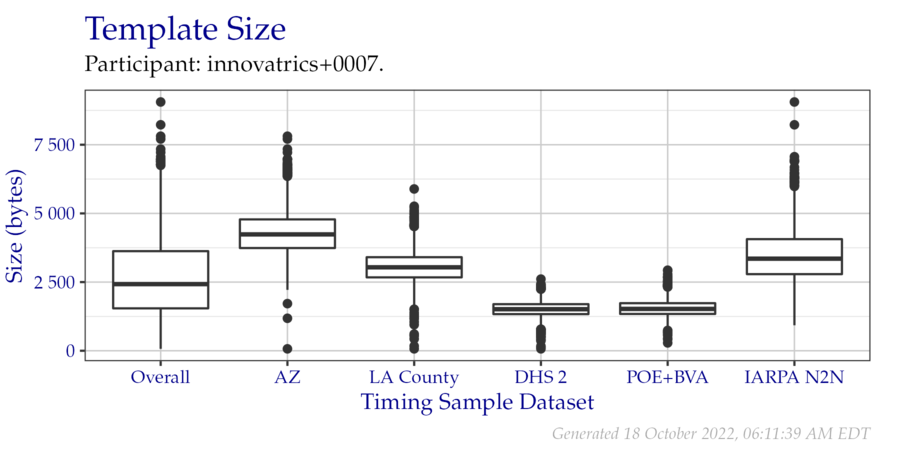 Template Size
Participant: innovatrics+0007.
Size (bytes)
7 500
5 000
2 500
0
Overall AZ LA County DHS 2 POE+BVA IARPA N2N
Timing Sample Dataset
Generated 18 October 2022, 06:11:39 AM EDT